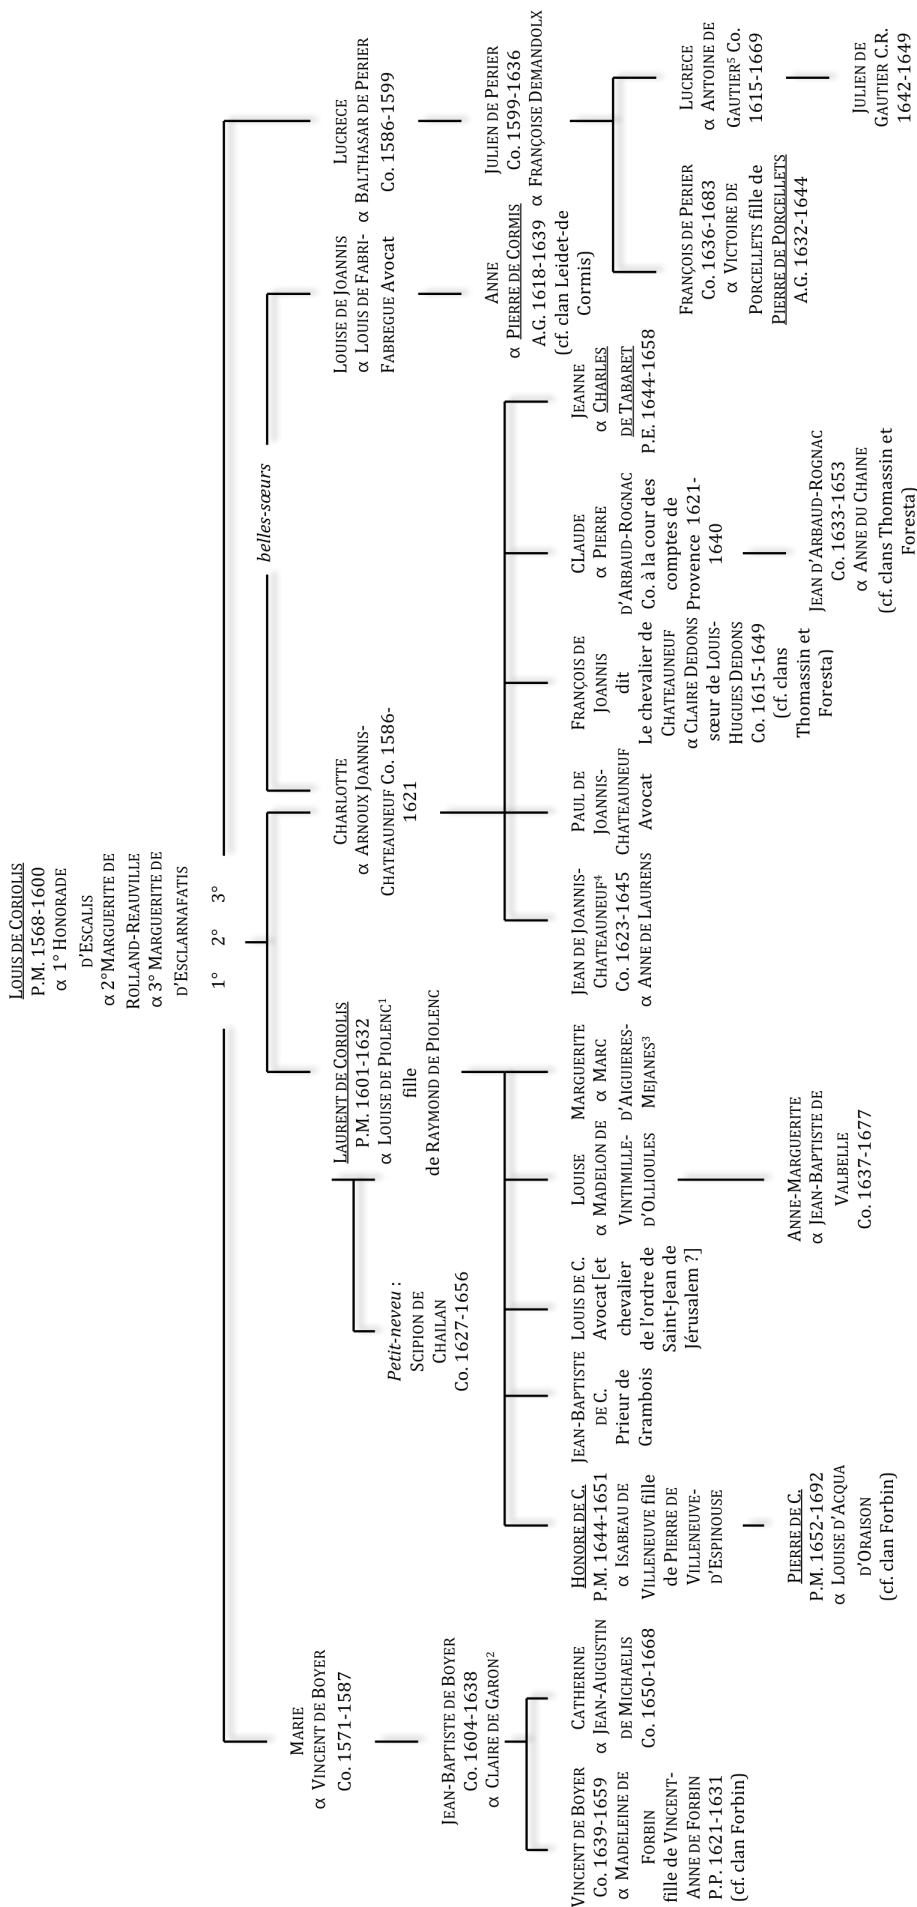 LOUIS DE CORIOLIS
P.M. 1568-1600
α 1° HONORADE
D'ESCALIS
α 2°MARGUERITE DE
ROLLAND-REAUVILLE
α 3° MARGUERITE DE
D'ESCLARNAFATIS
1° 2° 3°
belles-sœurs
MARIE
α VINCENT DE BOYER
Co. 1571-1587
LAURENT DE CORIOLIS
P.M. 1601-1632
α LOUISE DE PIOLENC¹
fille
de RAYMOND DE PIOLENC
CHARLOTTE
α ARNOUX JOANNIS-
CHATEAUNEUF Co. 1586-
1621
LOUISE DE JOANNIS
α LOUIS DE FABRI-
FABREGUE Avocat
LUCRECE
α BALTHASAR DE PERIER
Co. 1586-1599
JEAN-BAPTISTE DE BOYER
Co. 1604-1638
α CLAIRE DE GARON²
Petit-neveu :
SCIPION DE
CHAILAN
Co. 1627-1656
ANNE
α PIERRE DE CORMIS
A.G. 1618-1639
(cf. clan Leidet-de
Cormis)
JULIEN DE PERIER
Co. 1599-1636
α FRANÇOISE DEMANDOLX
VINCENT DE BOYER
Co. 1639-1659
α MADELEINE DE
FORBIN
fille de VINCENT-
ANNE DE FORBIN
P.P. 1621-1631
(cf. clan Forbin)
CATHERINE
α JEAN-AUGUSTIN
DE MICHAELIS
Co. 1650-1668
HONORE DE C.
P.M. 1644-1651
α ISABEAU DE
VILLENEUVE fille
de PIERRE DE
VILLENEUVE-
D'ESPINOUSE
JEAN-BAPTISTE
DE C.
Prieur de
Grambois
LOUIS DE C.
Avocat [et
chevalier
de l'ordre de
Saint-Jean de
Jérusalem ?]
LOUISE
α MADELON DE
VINTIMILLE-
D'OLLIOULES
MARGUERITE
α MARC
D'AIGUIERES-
MEJANES³
JEAN DE JOANNIS-
CHATEAUNEUF⁴
Co. 1623-1645
α ANNE DE LAURENS
PAUL DE
JOANNIS-
CHATEAUNEUF
Avocat
FRANÇOIS DE
JOANNIS
dit
Le chevalier de
CHATEAUNEUF
α CLAIRE DEDONS
sœur de LOUIS-
HUGUES DEDONS
Co. 1615-1649
(cf. clans
Thomassin et
Foresta)
CLAUDE
α PIERRE
D'ARBAUD-ROGNAC
Co. à la cour des
comptes de
Provence 1621-
1640
JEANNE
α CHARLES
DE TABARET
P.E. 1644-1658
FRANÇOIS DE PERIER
Co. 1636-1683
α VICTOIRE DE
PORCELLETS fille de
PIERRE DE PORCELLETS
A.G. 1632-1644
LUCRECE
α ANTOINE DE
GAUTIER⁵ Co.
1615-1669
PIERRE DE C.
P.M. 1652-1692
α LOUISE D'ACQUA
D'ORAISON
(cf. clan Forbin)
ANNE-MARGUERITE
α JEAN-BAPTISTE DE
VALBELLE
Co. 1637-1677
JEAN D'ARBAUD-ROGNAC
Co. 1633-1653
α ANNE DU CHAINE
(cf. clans Thomassin et
Foresta)
JULIEN DE
GAUTIER C.R.
1642-1649